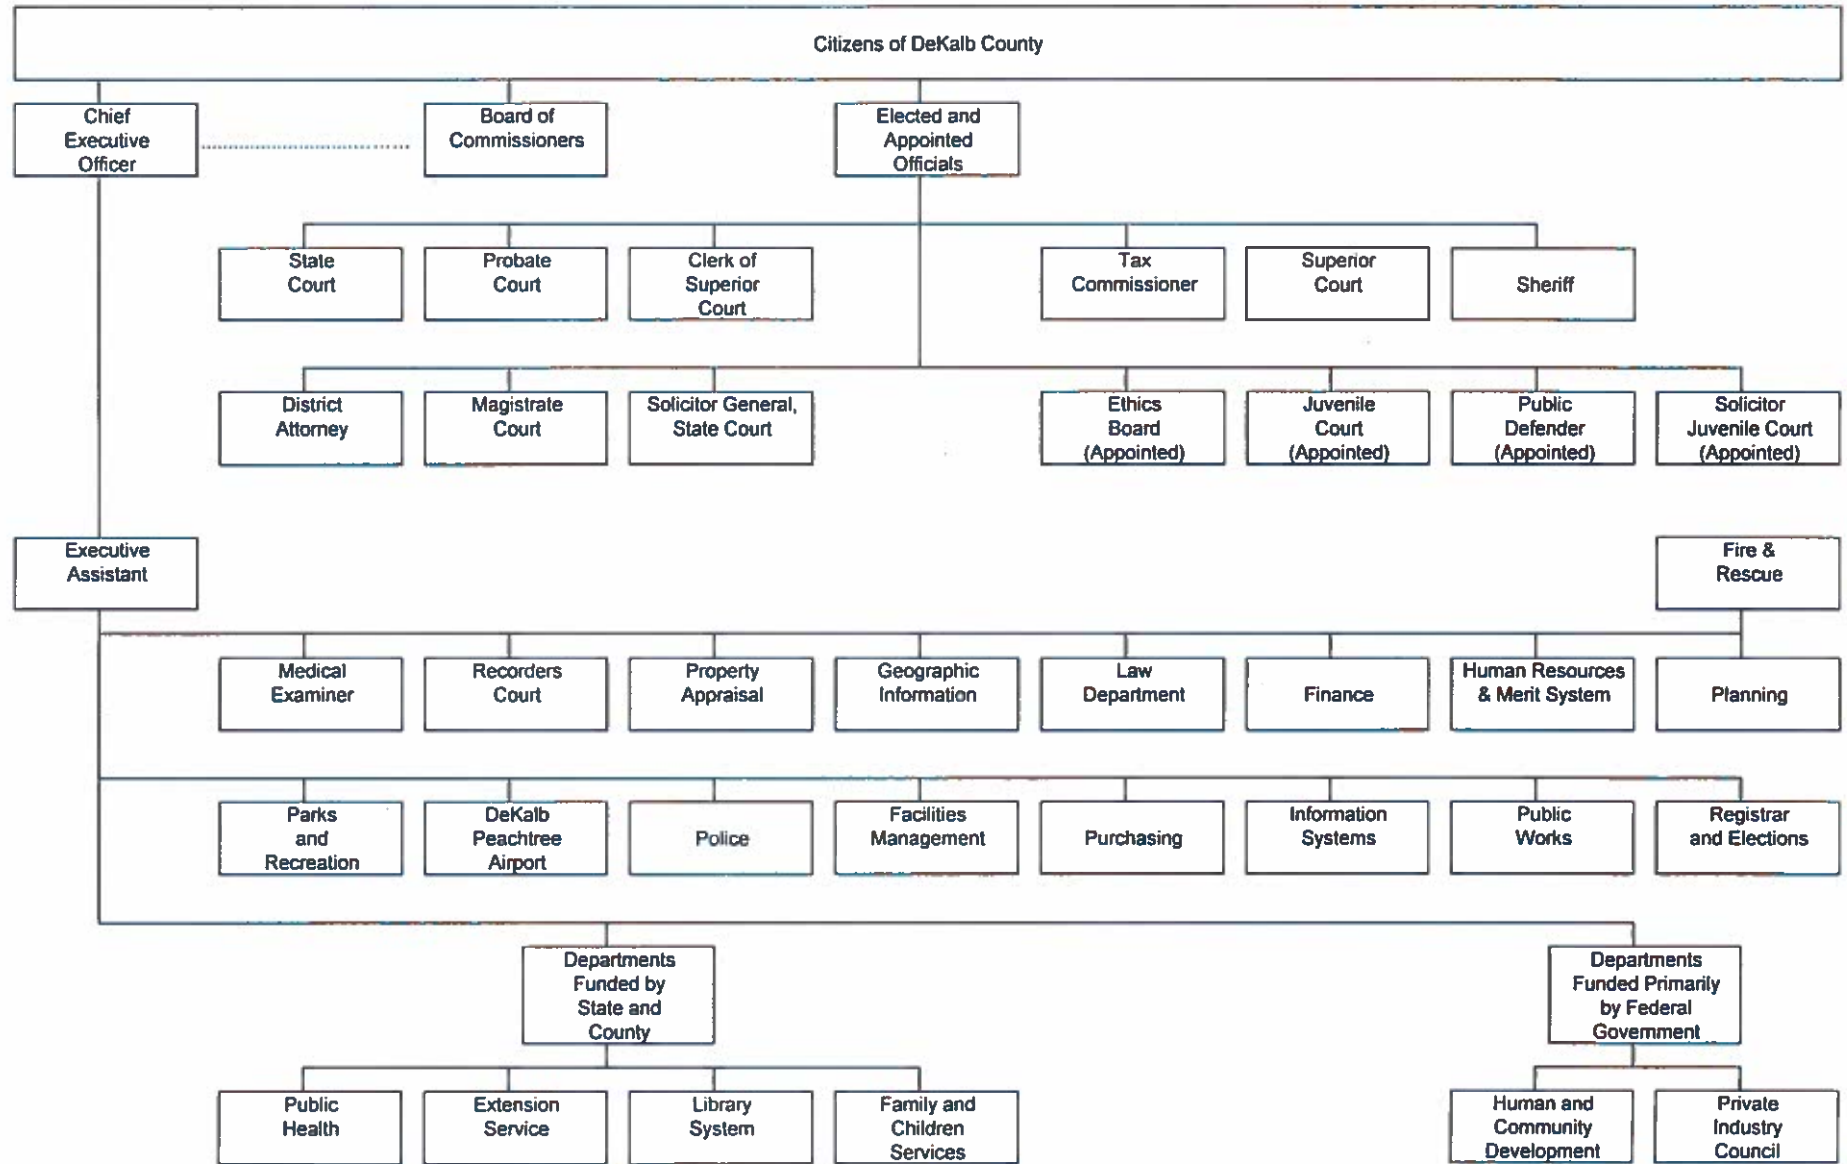 Citizens of DeKalb County
Chief
Executive
Officer
Board of
Commissioners
Elected and
Appointed
Officials
State
Court
Probate
Court
Clerk of
Superior
Court
Tax
Commissioner
Superior
Court
Sheriff
District
Attorney
Magistrate
Court
Solicitor General,
State Court
Ethics
Board
(Appointed)
Juvenile
Court
(Appointed)
Public
Defender
(Appointed)
Solicitor
Juvenile Court
(Appointed)
Executive
Assistant
Fire &
Rescue
Medical
Examiner
Recorders
Court
Property
Appraisal
Geographic
Information
Law
Department
Finance
Human Resources
& Merit System
Planning
Parks
and
Recreation
DeKalb
Peachtree
Airport
Police
Facilities
Management
Purchasing
Information
Systems
Public
Works
Registrar
and Elections
Departments
Funded by
State and
County
Departments
Funded Primarily
by Federal
Government
Public
Health
Extension
Service
Library
System
Family and
Children
Services
Human and
Community
Development
Private
Industry
Council